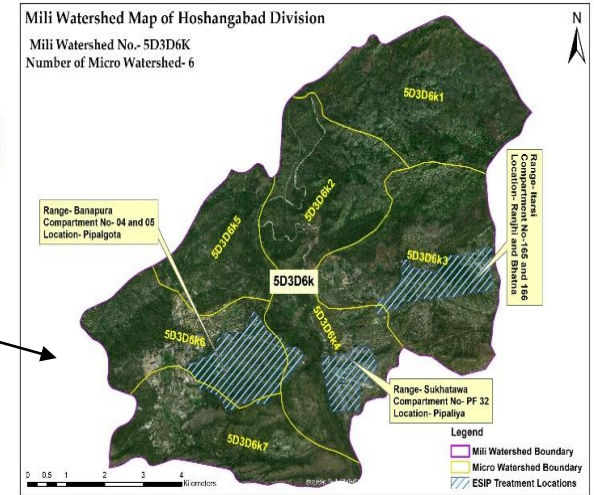 Mili Watershed Map of Hoshangabad Division
Mili Watershed No.- 5D3D6K
Number of Micro Watershed- 6
N
5D3D6k1
Range- Itarsi
Compartment No-165 and 166
Location- Ranjhi and Bhatna
5D3D6k2
Range- Banapura
Compartment No- 04 and 05
Location- Pipalgota
5D3D6k5
5D3D6k3
5D3D6k
5D3D6k4
5D3D6k6
Range- Sukhatawa
Compartment No- PF 32
Location- Pipaliya
5D3D6k7
Legend
Mili Watershed Boundary
Micro Watershed Boundary
ESIP Treatment Locations
0 0.5 1 2 3 4
Kilometers